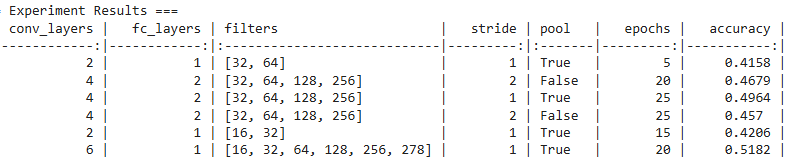 Experiment Results ===
conv_layers | fc_layers | filters | stride | pool | epochs | accuracy |
------------:|------------:|:----------------------------|---------:|:-------|---------:|-----------:|
2 | 1 | [32, 64] | 1 | True | 5 | 0.4158 |
4 | 2 | [32, 64, 128, 256] | 2 | False | 20 | 0.4679 |
4 | 2 | [32, 64, 128, 256] | 1 | True | 25 | 0.4964 |
4 | 2 | [32, 64, 128, 256] | 2 | False | 25 | 0.457 |
2 | 1 | [16, 32] | 1 | True | 15 | 0.4206 |
6 | 1 | [16, 32, 64, 128, 256, 278] | 1 | True | 20 | 0.5182 |